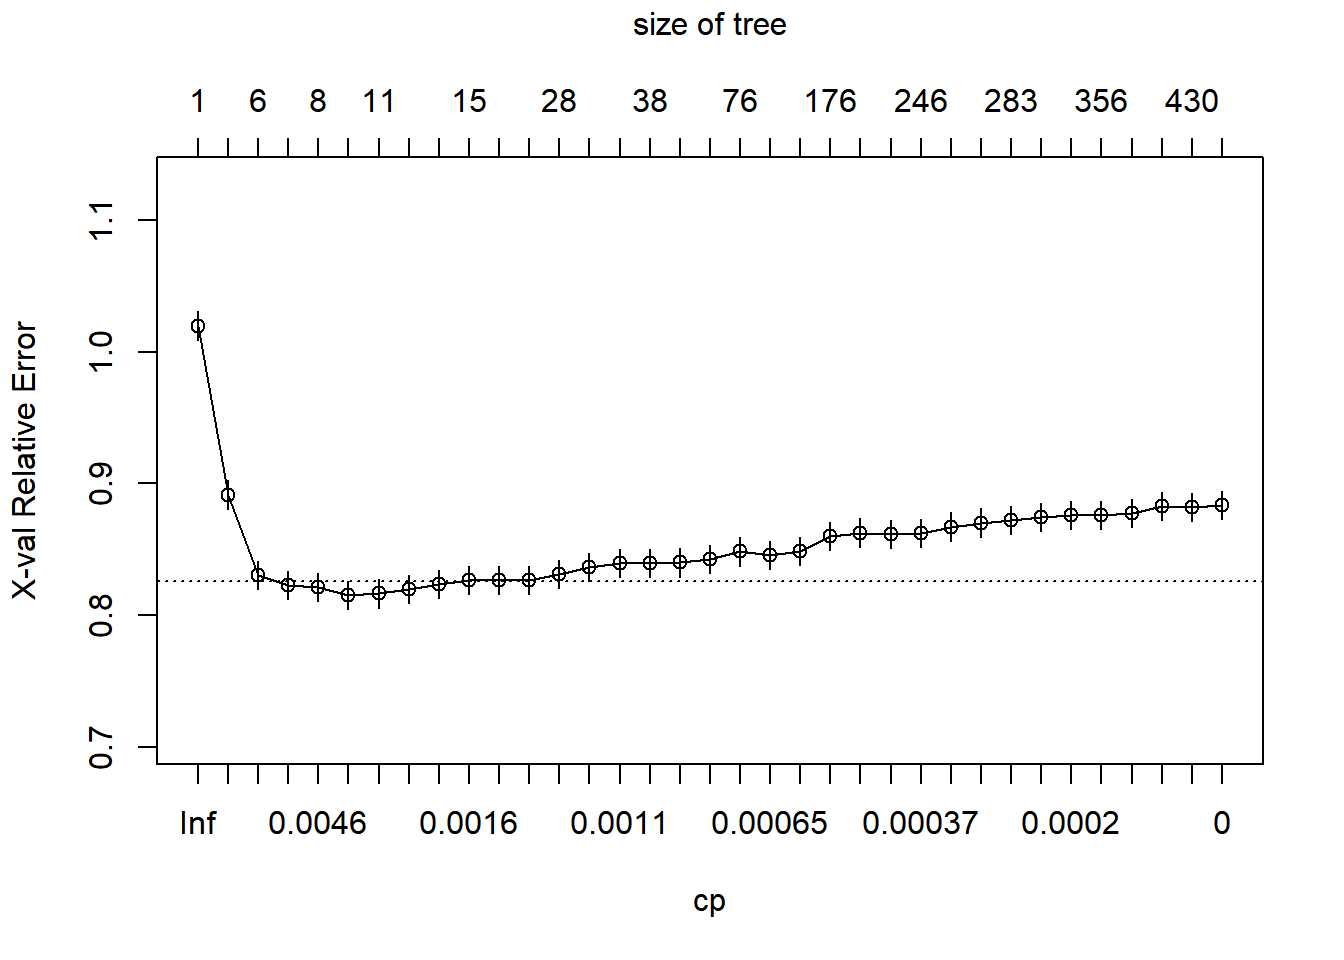 size of tree
1 6 8 11 15 28 38 76 176 246 283 356 430
X-val Relative Error
1.1
1.0
0.9
0.8
0.7
Inf 0.0046 0.0016 0.0011 0.00065 0.00037 0.0002 0
cp